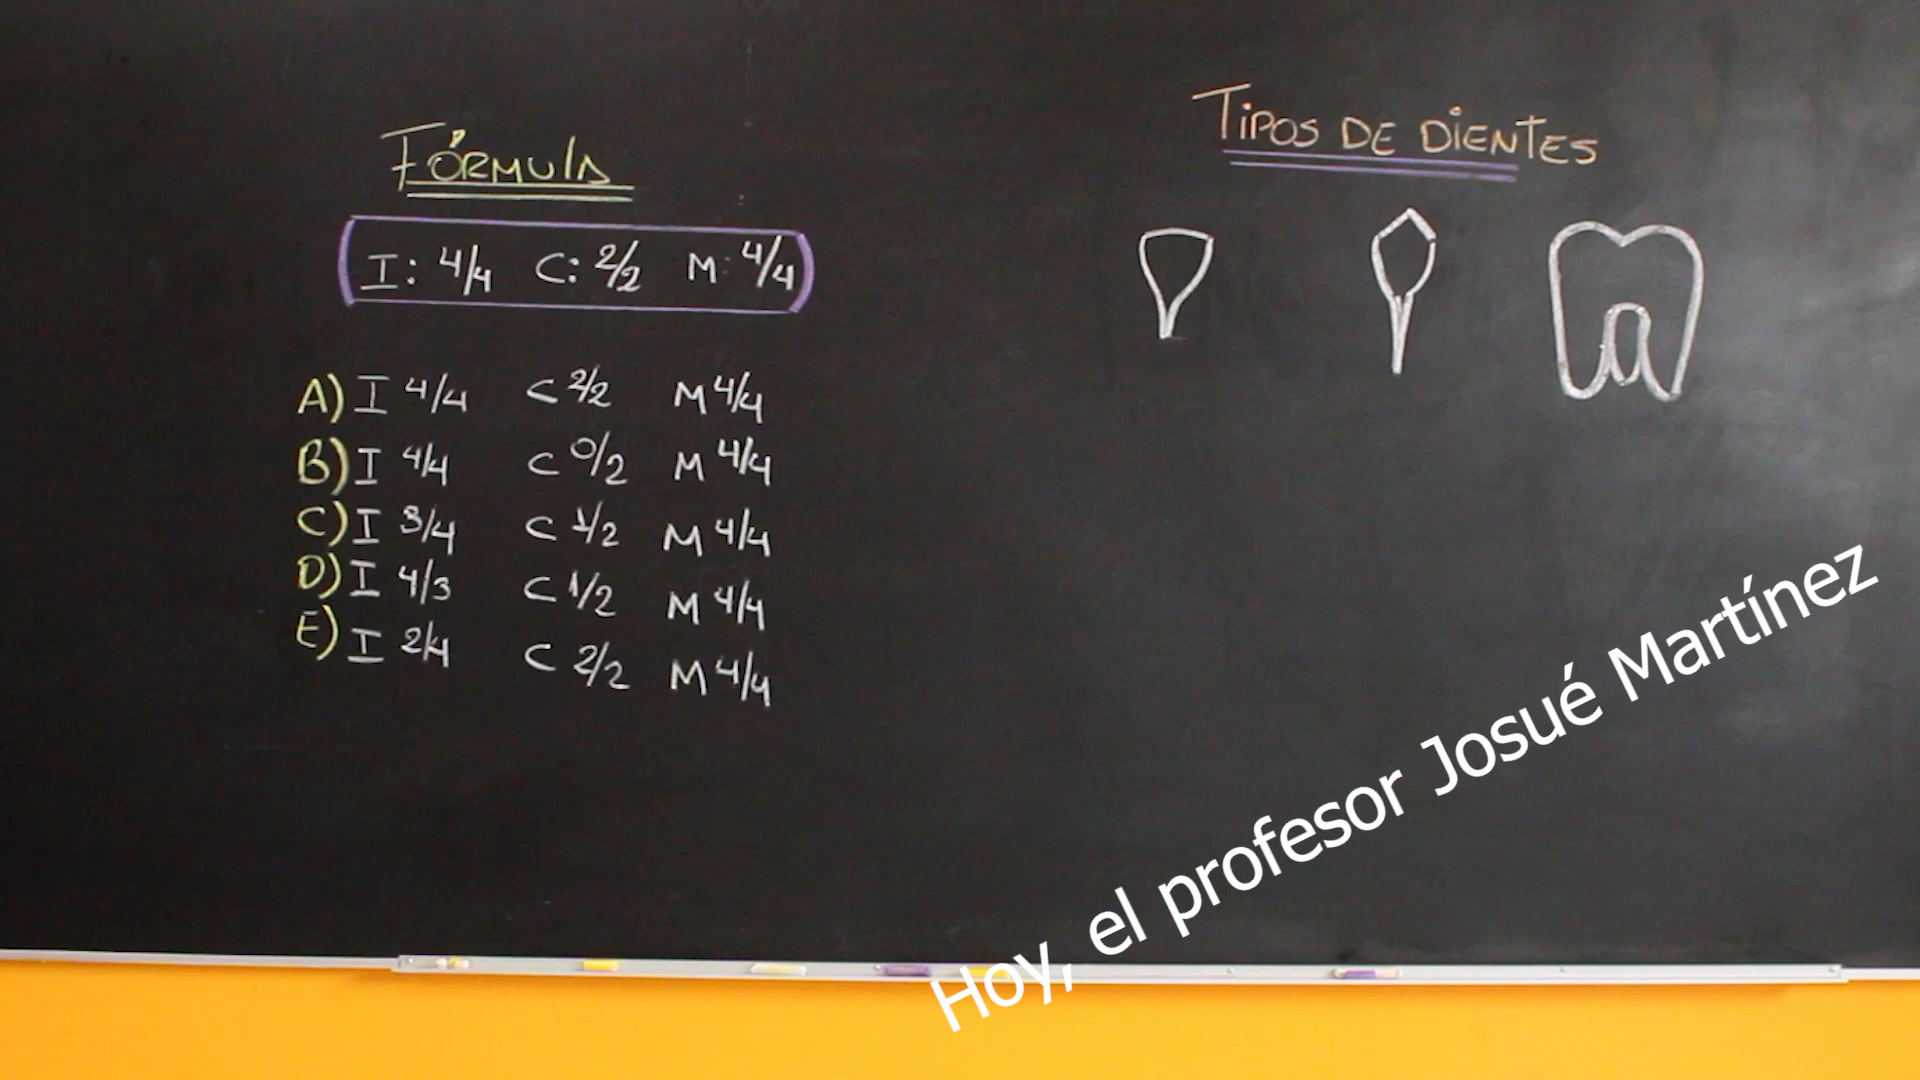 FÓRMULA
I: 4/4 C: 2/2 M: 4/4
A) I 4/4 C 2/2 M 4/4
B) I 4/4 C 0/2 M 4/4
C) I 3/4 C 1/2 M 4/4
D) I 4/3 C 1/2 M 4/4
E) I 2/4 C 2/2 M 4/4
TIPOS DE DIENTES
Hoy, el profesor Josué Martínez